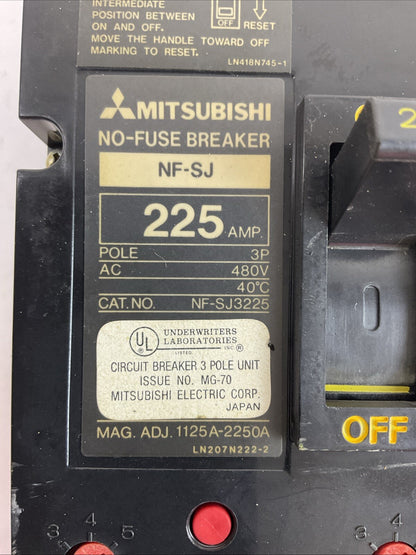 INTERMEDIATE
POSITION BETWEEN
ON AND OFF.
MOVE THE HANDLE TOWARD OFF
MARKING TO RESET.
OFF
RESET
LN418N745-1
MITSUBISHI
NO-FUSE BREAKER
NF-SJ
225 AMP.
POLE 3P
AC 480V
40°C
CAT. NO. NF-SJ3225
UL UNDERWRITERS
LABORATORIES
LISTED INC.®
CIRCUIT BREAKER 3 POLE UNIT
ISSUE NO. MG-70
MITSUBISHI ELECTRIC CORP.
JAPAN
MAG. ADJ. 1125A-2250A
LN207N222-2
2
OFF
3 4 5
3 4